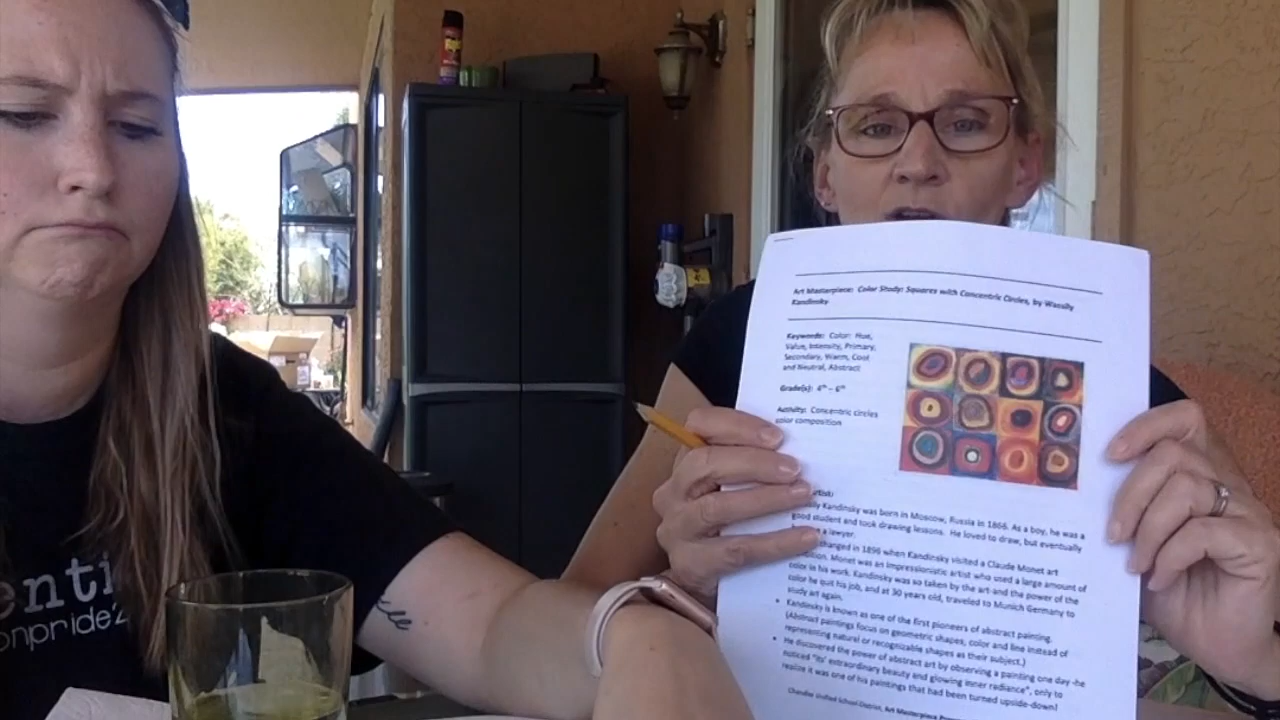 Art Masterpiece: Color Study: Squares with Concentric Circles, by Wassily
Kandinsky
Keywords: Color: Hue,
Value, Intensity, Primary,
Secondary, Warm, Cool
and Neutral, Abstract
Grade(s): 4th – 6th
Activity: Concentric circles
color composition
Kandinsky was born in Moscow, Russia in 1866. As a boy, he was a
good student and took drawing lessons. He loved to draw, but eventually
a lawyer.
changed in 1896 when Kandinsky visited a Claude Monet art
Monet was an impressionistic artist who used a large amount of
color in his work. Kandinsky was so taken by the art and the power of the
color he quit his job, and at 30 years old, traveled to Munich Germany to
study art again.
• Kandinsky is known as one of the first pioneers of abstract painting.
(Abstract paintings focus on geometric shapes, color and line instead of
representing natural or recognizable shapes as their subject.)
• He discovered the power of abstract art by observing a painting one day -he
noticed "its' extraordinary beauty and glowing inner radiance", only to
realize it was one of his paintings that had been turned upside-down!
Chandler Unified School District, Art Masterpiece
enti
onpride2